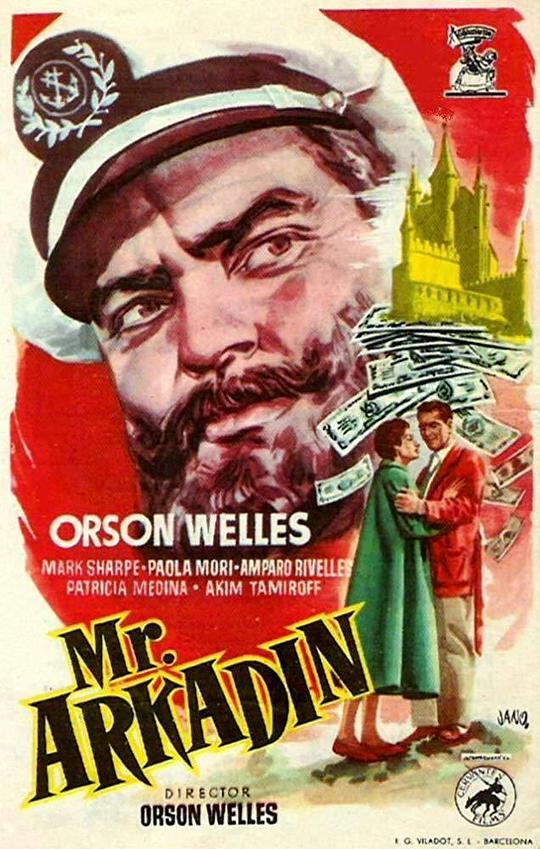 ORSON WELLES
MARK SHARPE·PAOLA MORI·AMPARO RIVELLES
PATRICIA MEDINA · AKIM TAMIROFF
Mr.
ARKADIN
JANO
DIRECTOR
ORSON WELLES
CERVANTES
FILMS
I. G. VILADOT, S. L. - BARCELONA